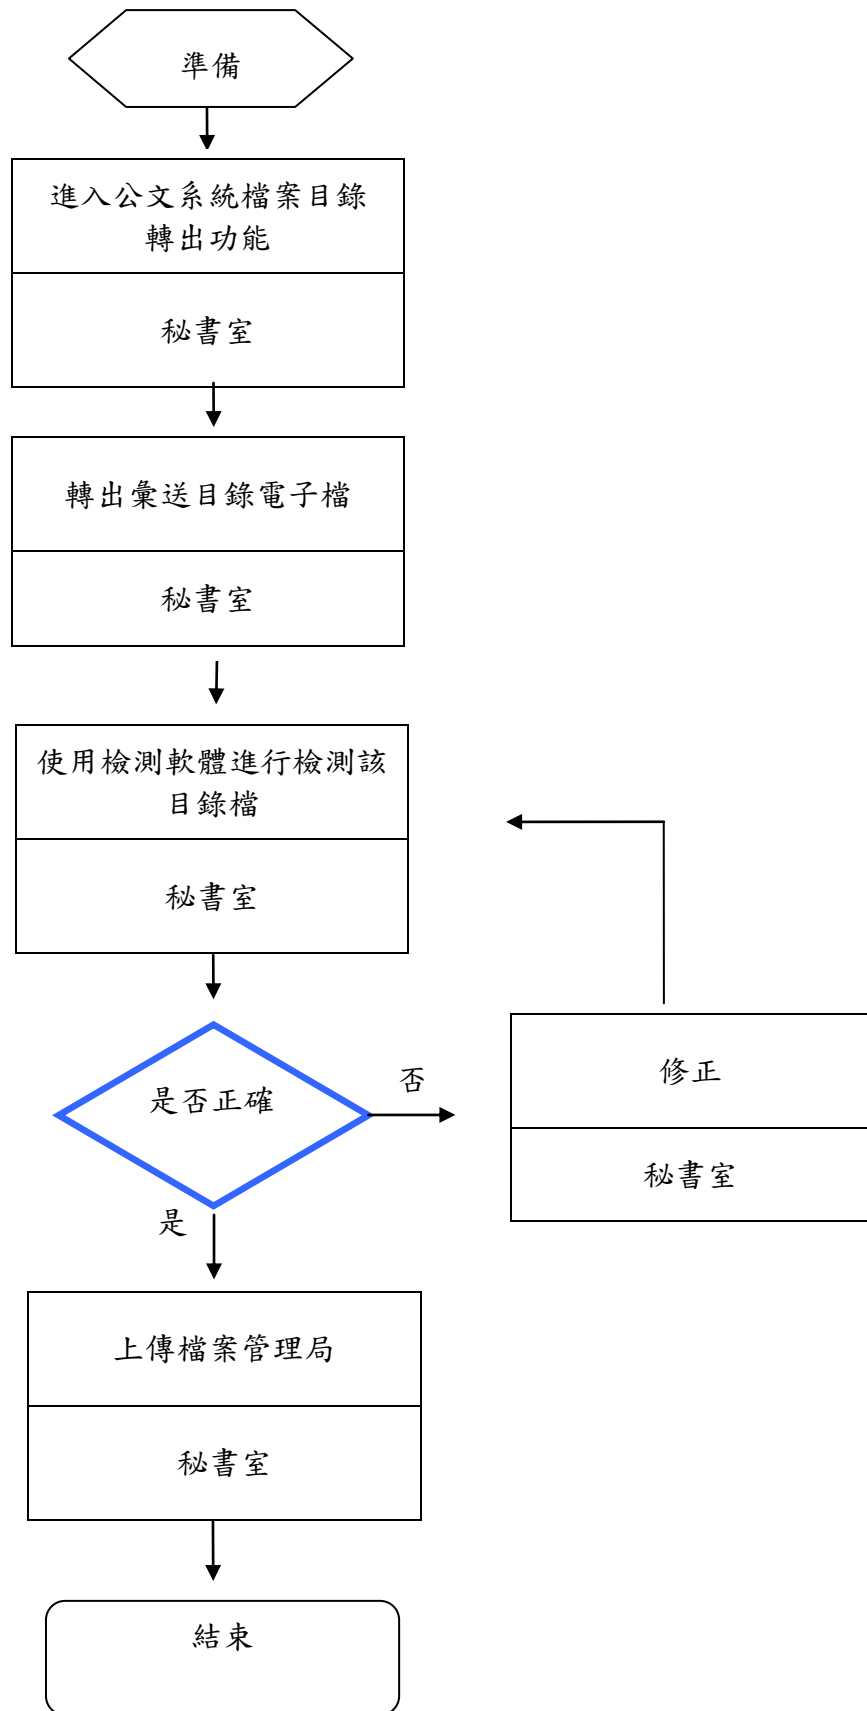 準備
進入公文系統檔案目錄
轉出功能
秘書室
轉出彙送目錄電子檔
秘書室
使用檢測軟體進行檢測該
目錄檔
秘書室
是否正確
否
修正
秘書室
是
上傳檔案管理局
秘書室
結束